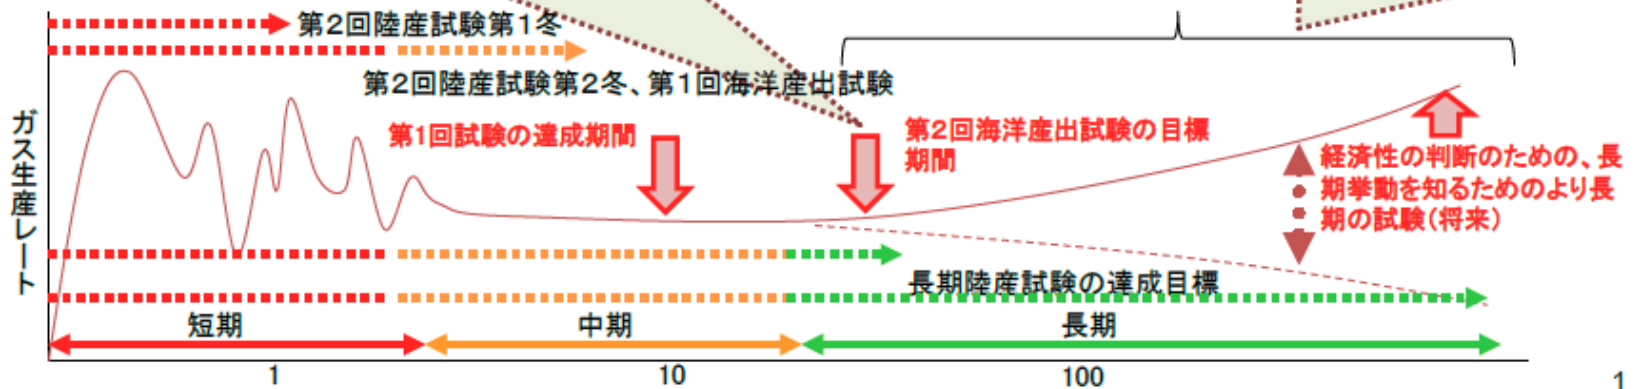 第2回陸産試験第1冬
第2回陸産試験第2冬、第1回海洋産出試験
ガス生産レート
第1回試験の達成期間
第2回海洋産出試験の目標
期間
経済性の判断のための、長
期挙動を知るためのより長
期の試験(将来)
長期陸産試験の達成目標
短期
中期
長期
1
10
100
1